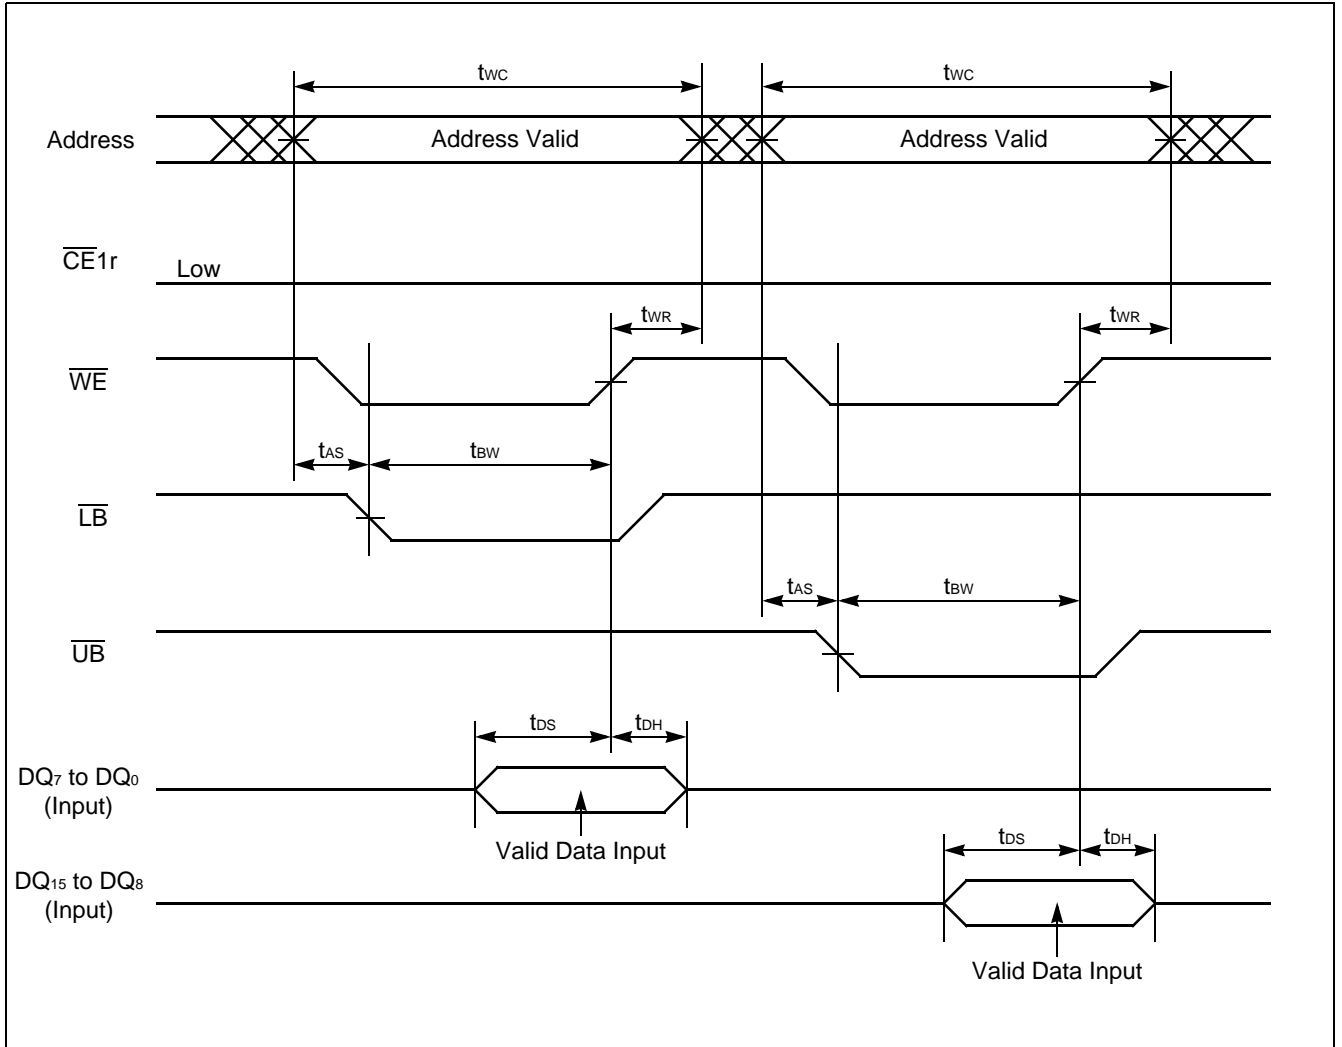 tWC tWC
Address Address Valid Address Valid
CE1r Low
tWR tWR
WE
tAS tBW
LB
tAS tBW
UB
tDS tDH
DQ7 to DQ0
(Input)
Valid Data Input
tDS tDH
DQ15 to DQ8
(Input)
Valid Data Input